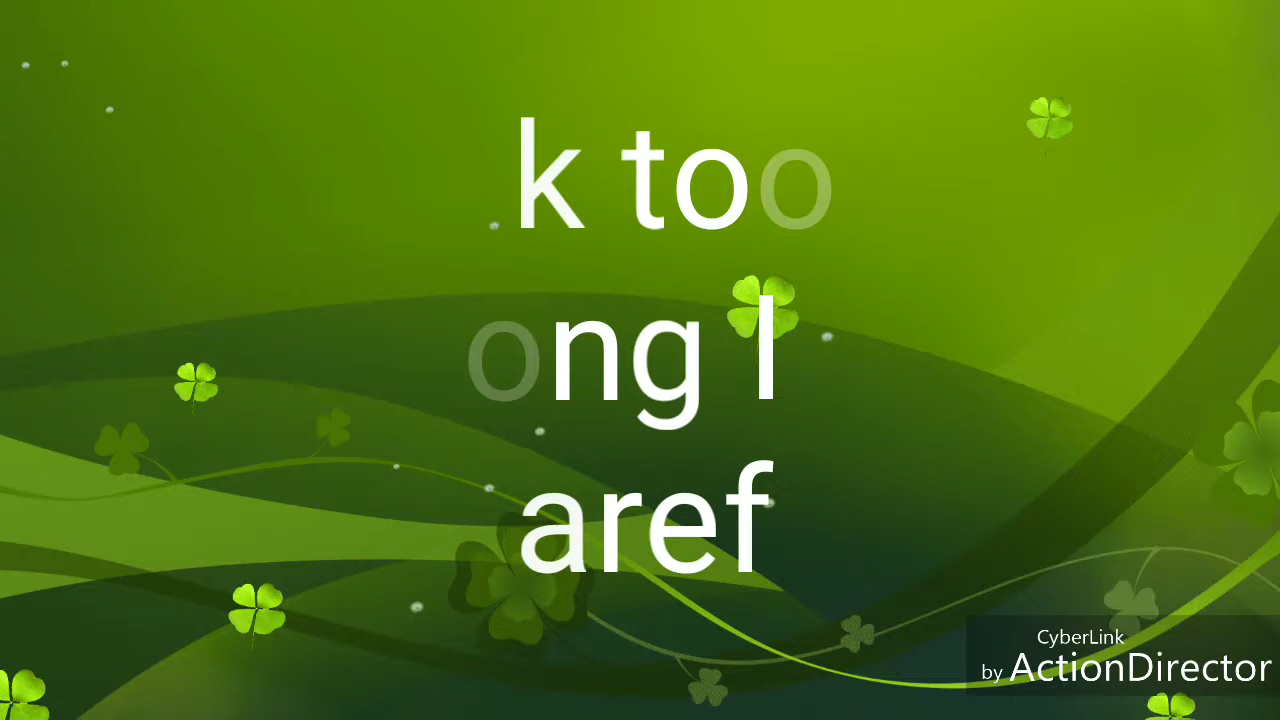 k too
ong I
aref
CyberLink
by ActionDirector